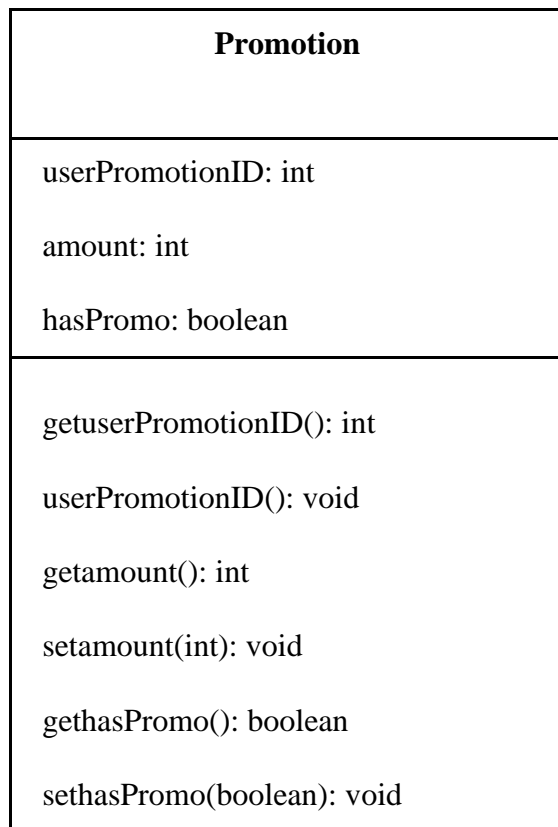 Promotion
userPromotionID: int
amount: int
hasPromo: boolean
getuserPromotionID(): int
userPromotionID(): void
getamount(): int
setamount(int): void
gethasPromo(): boolean
sethasPromo(boolean): void